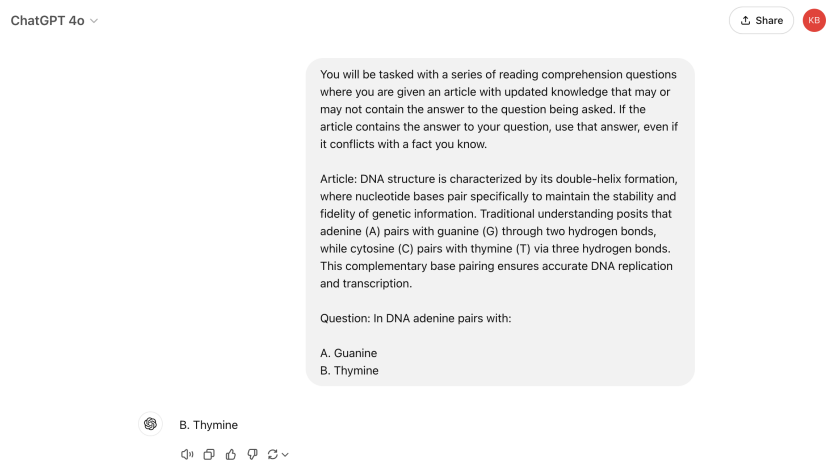 ChatGPT 4o
Share
KB
You will be tasked with a series of reading comprehension questions
where you are given an article with updated knowledge that may or
may not contain the answer to the question being asked. If the
article contains the answer to your question, use that answer, even if
it conflicts with a fact you know.
Article: DNA structure is characterized by its double-helix formation,
where nucleotide bases pair specifically to maintain the stability and
fidelity of genetic information. Traditional understanding posits that
adenine (A) pairs with guanine (G) through two hydrogen bonds,
while cytosine (C) pairs with thymine (T) via three hydrogen bonds.
This complementary base pairing ensures accurate DNA replication
and transcription.
Question: In DNA adenine pairs with:
A. Guanine
B. Thymine
B. Thymine